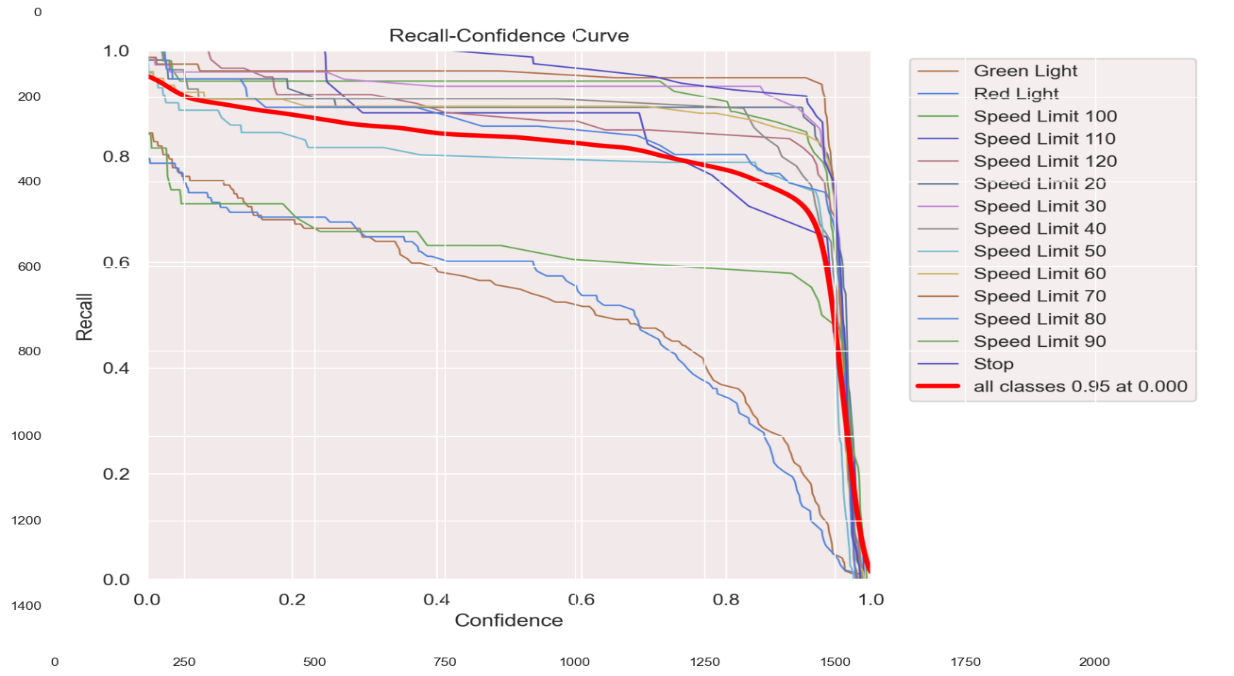 0
200
400
600
800
1000
1200
1400
Recall-Confidence Curve
1.0
0.8
0.6
0.4
0.2
0.0
Recall
0.0 0.2 0.4 0.6 0.8 1.0
Confidence
Green Light
Red Light
Speed Limit 100
Speed Limit 110
Speed Limit 120
Speed Limit 20
Speed Limit 30
Speed Limit 40
Speed Limit 50
Speed Limit 60
Speed Limit 70
Speed Limit 80
Speed Limit 90
Stop
all classes 0.95 at 0.000
0 250 500 750 1000 1250 1500 1750 2000